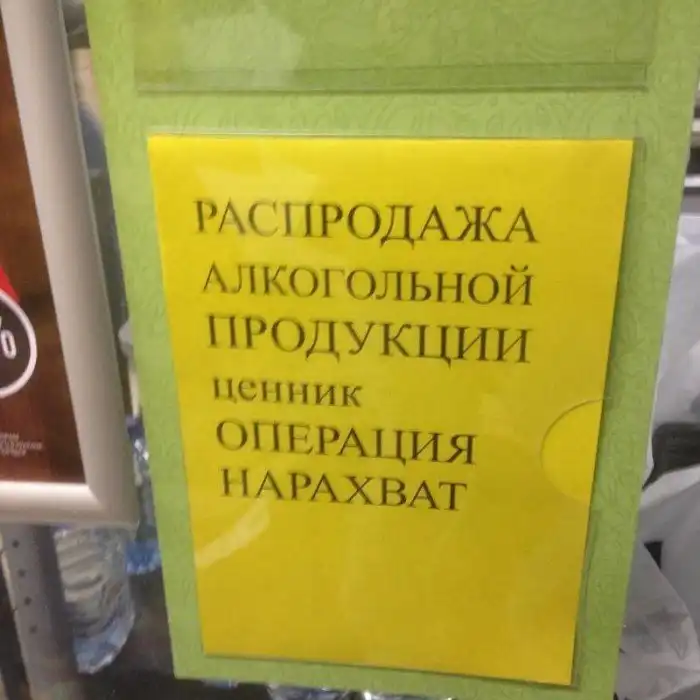 РАСПРОДАЖА
АЛКОГОЛЬНОЙ
ПРОДУКЦИИ
ценник
ОПЕРАЦИЯ
НАРАХВАТ
%